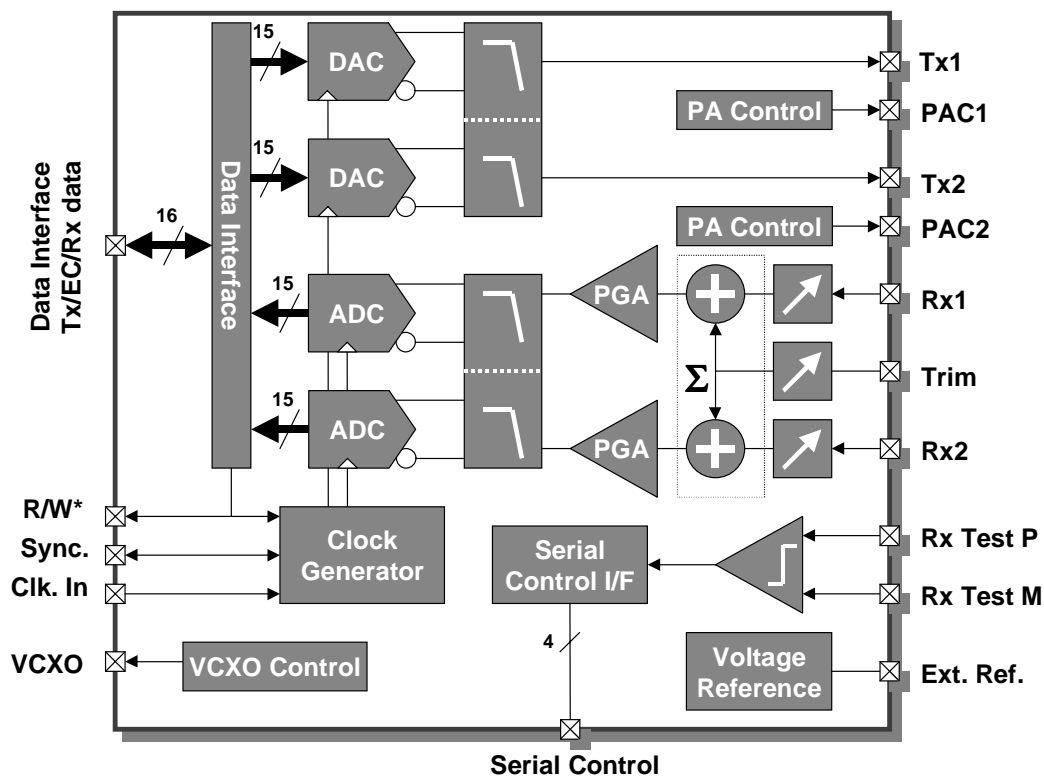 15
DAC
Tx1
PA Control
PAC1
15
DAC
Tx2
Data Interface
Tx/EC/Rx data
16
Data Interface
PA Control
PAC2
15
ADC
PGA
Rx1
Σ
Trim
15
ADC
PGA
Rx2
R/W*
Sync.
Clk. In
Clock
Generator
Serial
Control I/F
Rx Test P
Rx Test M
4
VCXO
VCXO Control
Voltage
Reference
Ext. Ref.
Serial Control